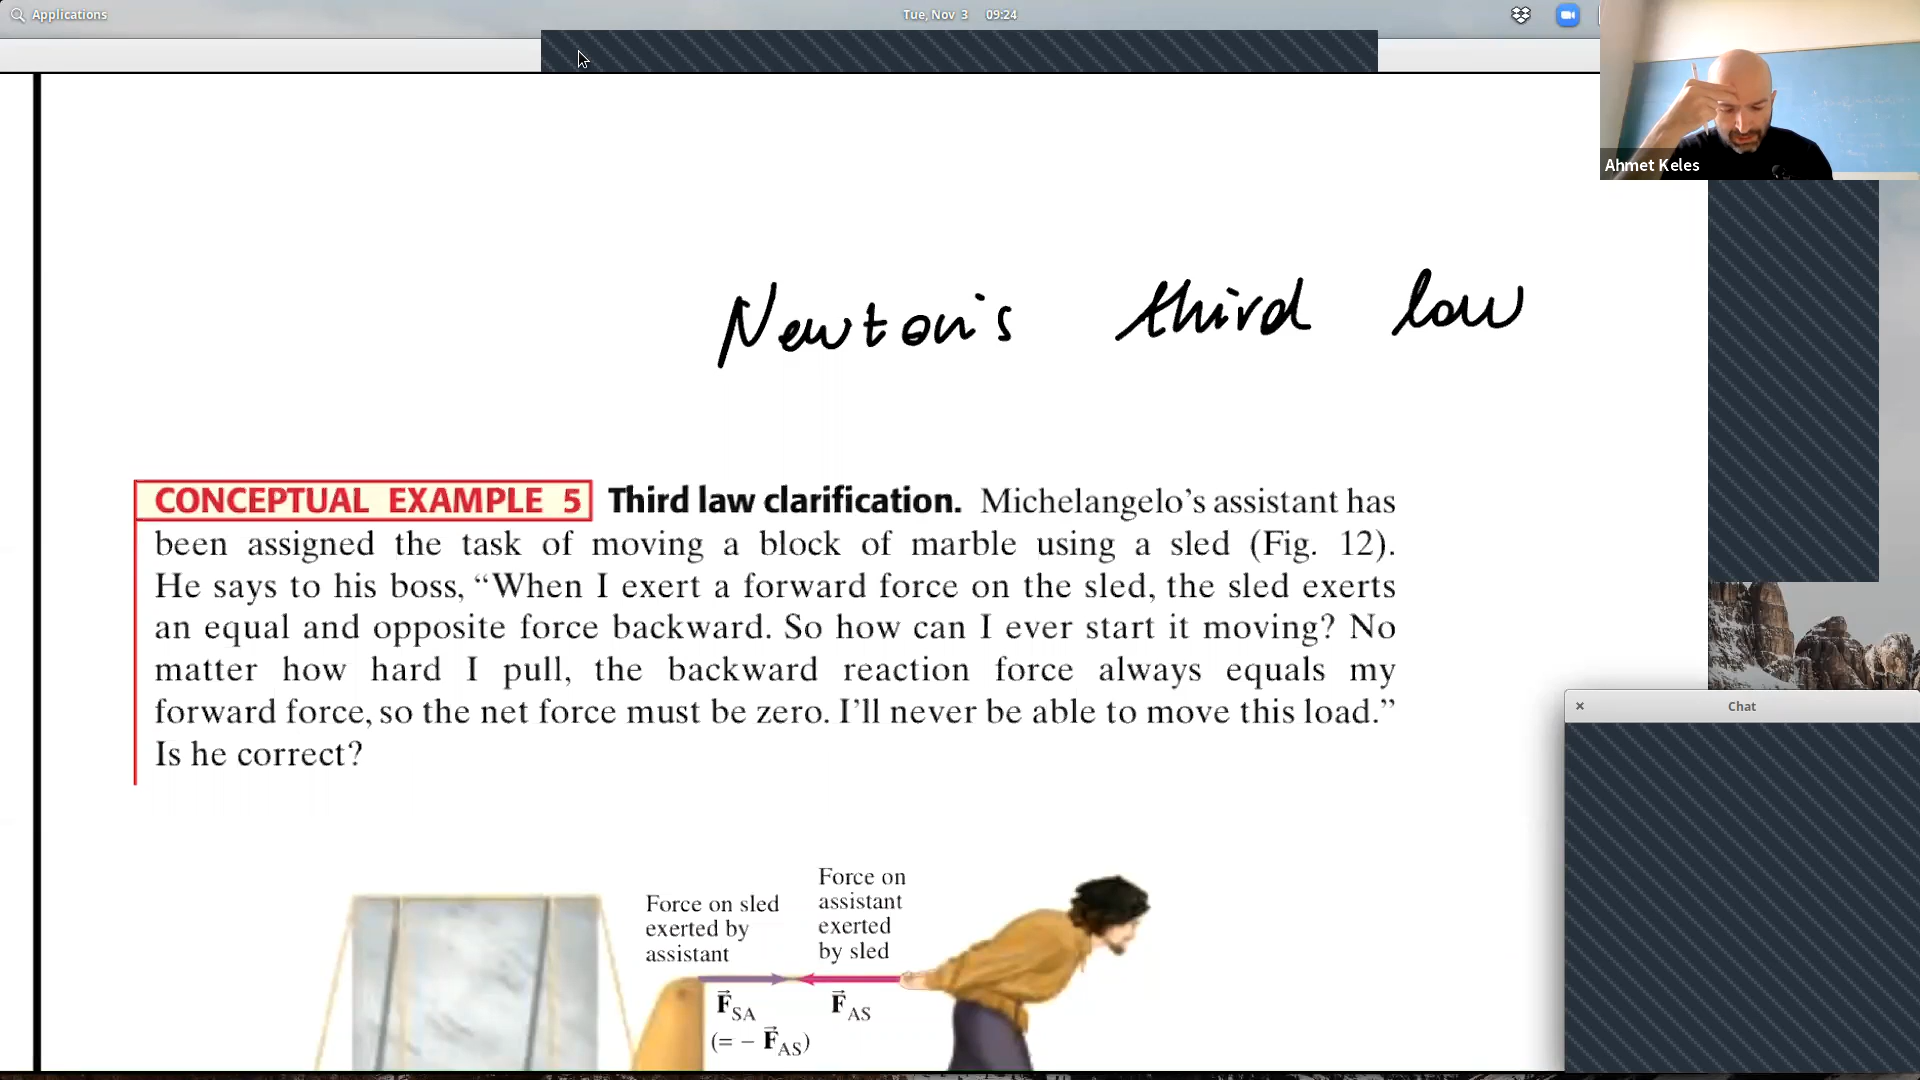 Applications
Tue, Nov 3 09:24
Ahmet Keles
Newton's third law
CONCEPTUAL EXAMPLE 5 Third law clarification. Michelangelo's assistant has
been assigned the task of moving a block of marble using a sled (Fig. 12).
He says to his boss, “When I exert a forward force on the sled, the sled exerts
an equal and opposite force backward. So how can I ever start it moving? No
matter how hard I pull, the backward reaction force always equals my
forward force, so the net force must be zero. I'll never be able to move this load.”
Is he correct?
Chat
Force on sled
exerted by
assistant
Force on
assistant
exerted
by sled
F⃗SA
(= – F⃗AS)
F⃗AS